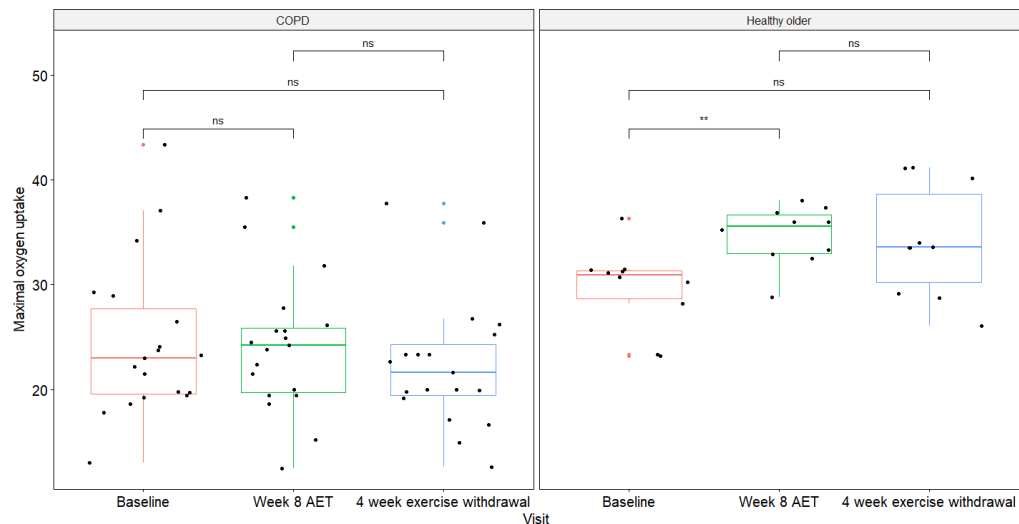 COPD
Healthy older
ns
ns
ns
ns
ns
**
Maximal oxygen uptake
50
40
30
20
Baseline
Week 8 AET
4 week exercise withdrawal
Baseline
Week 8 AET
4 week exercise withdrawal
Visit